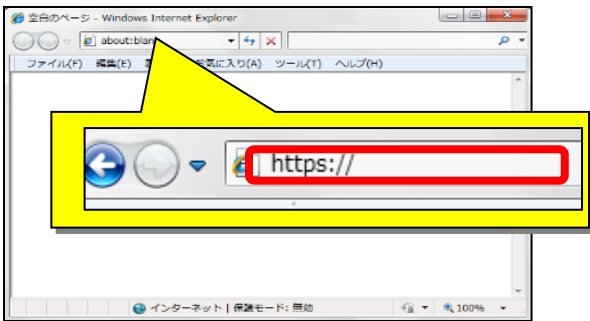 空白のページ - Windows Internet Explorer
about:blan
ファイル(F) 編集(E) 気に入り(A) ツール(T) ヘルプ(H)
https://
インターネット | 保護モード: 無効
100%